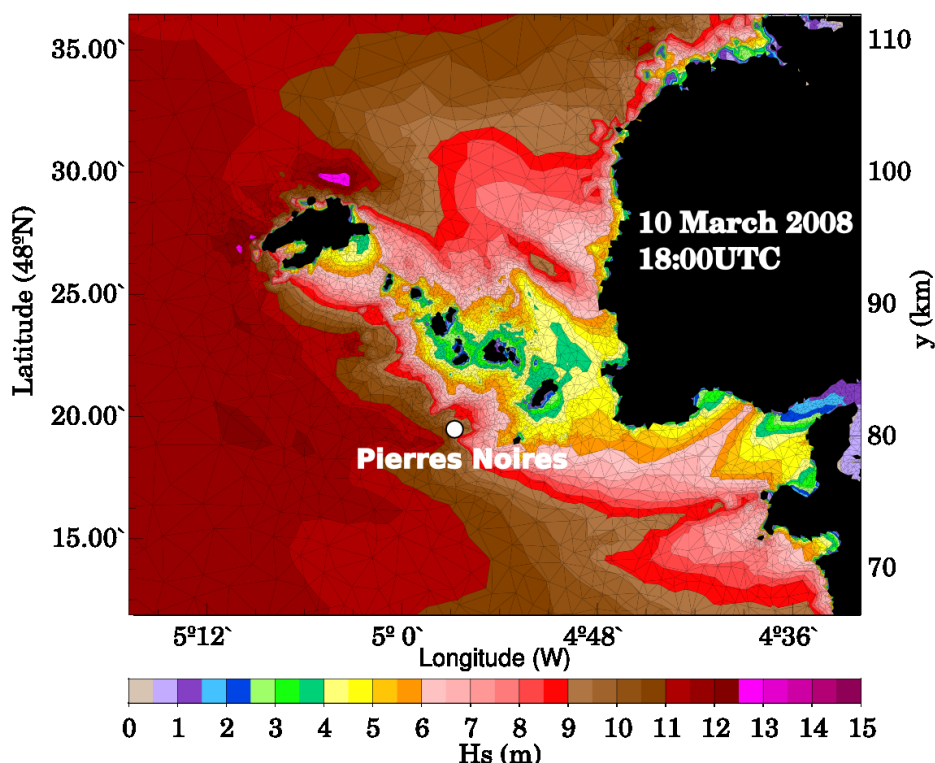 35.00`
30.00`
25.00`
20.00`
15.00`
Latitude (48ºN)
10 March 2008
18:00UTC
Pierres Noires
110
100
90
80
70
y (km)
5º12` 5º 0` 4º48` 4º36`
Longitude (W)
0 1 2 3 4 5 6 7 8 9 10 11 12 13 14 15
Hs (m)